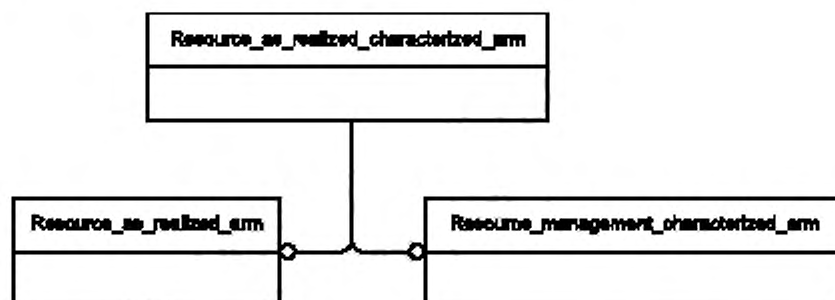 Resource_as_realized_characterized_arm
Resource_as_realized_arm
Resource_management_characterized_arm